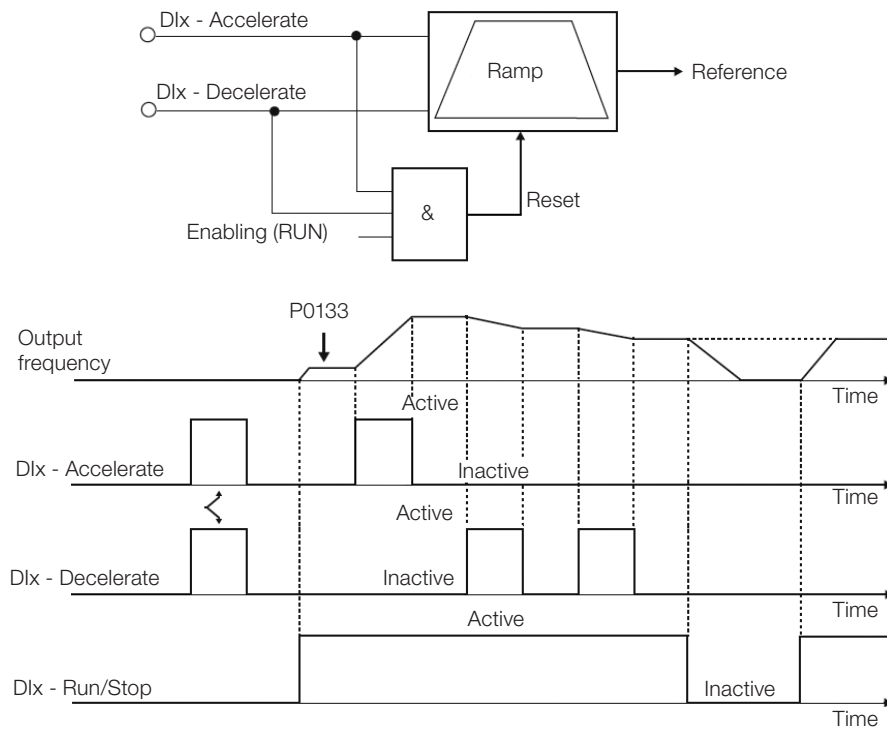 DIx - Accelerate
DIx - Decelerate
Ramp
Reference
&
Reset
Enabling (RUN)
P0133
Output
frequency
Time
Active
DIx - Accelerate
Inactive
Time
Active
DIx - Decelerate
Inactive
Time
Active
DIx - Run/Stop
Inactive
Time